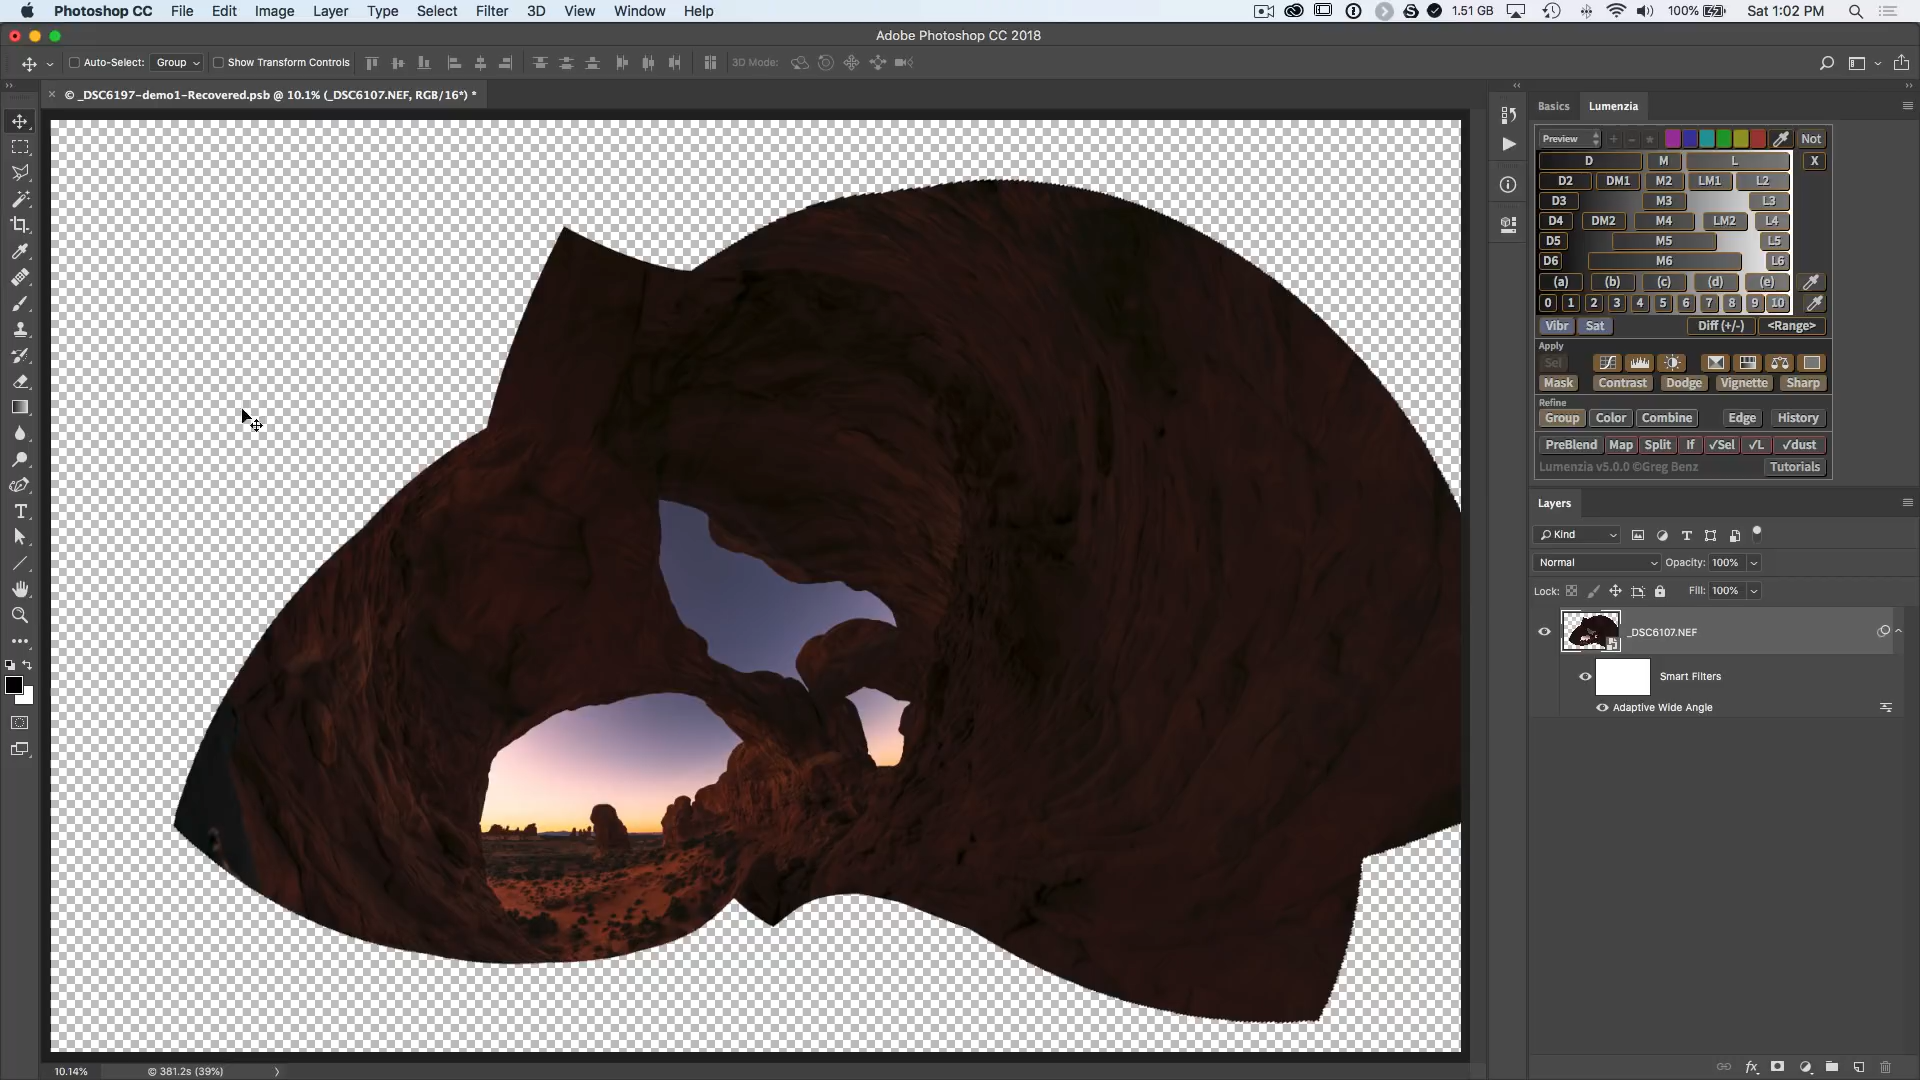 Photoshop CC File Edit Image Layer Type Select Filter 3D View Window Help 1.51 GB 100% Sat 1:02 PM
Adobe Photoshop CC 2018
Auto-Select: Group Show Transform Controls 3D Mode:
© _DSC6197-demo1-Recovered.psb @ 10.1% (_DSC6107.NEF, RGB/16*) *
Basics Lumenzia
Preview Not
D M L X
D2 DM1 M2 LM1 L2
D3 M3 L3
D4 DM2 M4 LM2 L4
D5 M5 L5
D6 M6 L6
(a) (b) (c) (d) (e)
0 1 2 3 4 5 6 7 8 9 10
Vibr Sat Diff (+/-) <Range>
Apply
Sel
Mask Contrast Dodge Vignette Sharp
Refine
Group Color Combine Edge History
PreBlend Map Split If √Sel √L √dust
Lumenzia v5.0.0 ©Greg Benz Tutorials
Layers
Kind
Normal Opacity: 100%
Lock: Fill: 100%
_DSC6107.NEF
Smart Filters
Adaptive Wide Angle
10.14% © 381.2s (39%)
fx